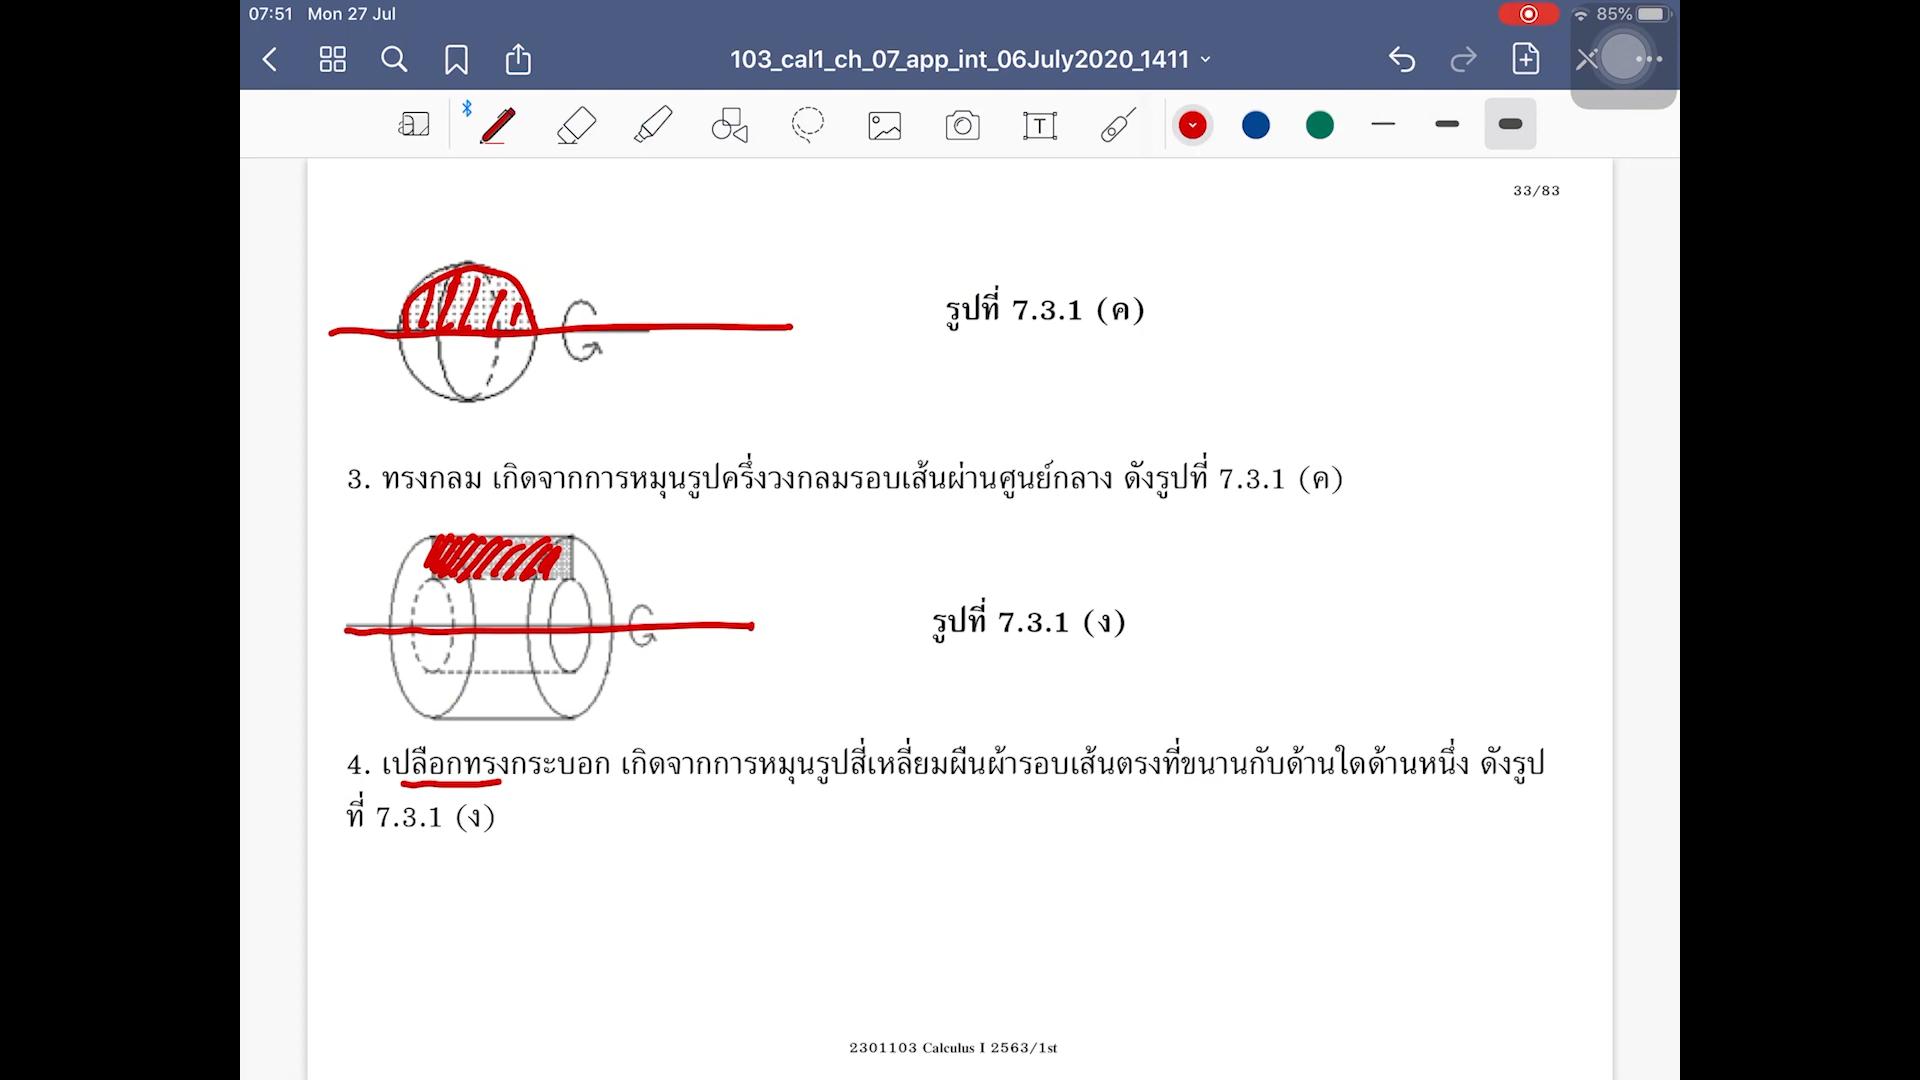 07:51 Mon 27 Jul
85%
103_cal1_ch_07_app_int_06July2020_1411
33/83
รูปที่ 7.3.1 (ค)
3. ทรงกลม เกิดจากการหมุนรูปครึ่งวงกลมรอบเส้นผ่านศูนย์กลาง ดังรูปที่ 7.3.1 (ค)
รูปที่ 7.3.1 (ง)
4. เปลือกทรงกระบอก เกิดจากการหมุนรูปสี่เหลี่ยมผืนผ้ารอบเส้นตรงที่ขนานกับด้านใดด้านหนึ่ง ดังรูป
ที่ 7.3.1 (ง)
2301103 Calculus I 2563/1st